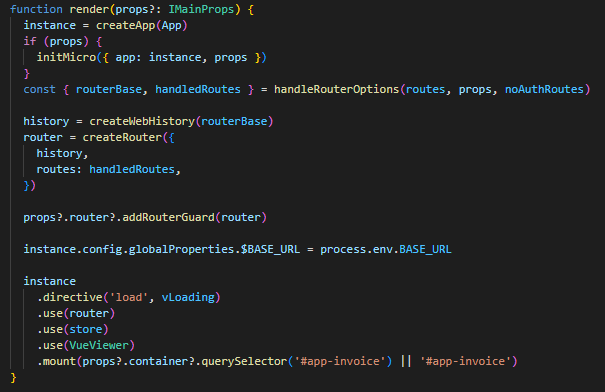 function render(props?: IMainProps) {
  instance = createApp(App)
  if (props) {
    initMicro({ app: instance, props })
  }
  const { routerBase, handledRoutes } = handleRouterOptions(routes, props, noAuthRoutes)

  history = createWebHistory(routerBase)
  router = createRouter({
    history,
    routes: handledRoutes,
  })

  props?.router?.addRouterGuard(router)

  instance.config.globalProperties.$BASE_URL = process.env.BASE_URL

  instance
    .directive('load', vLoading)
    .use(router)
    .use(store)
    .use(VueViewer)
    .mount(props?.container?.querySelector('#app-invoice') || '#app-invoice')
}